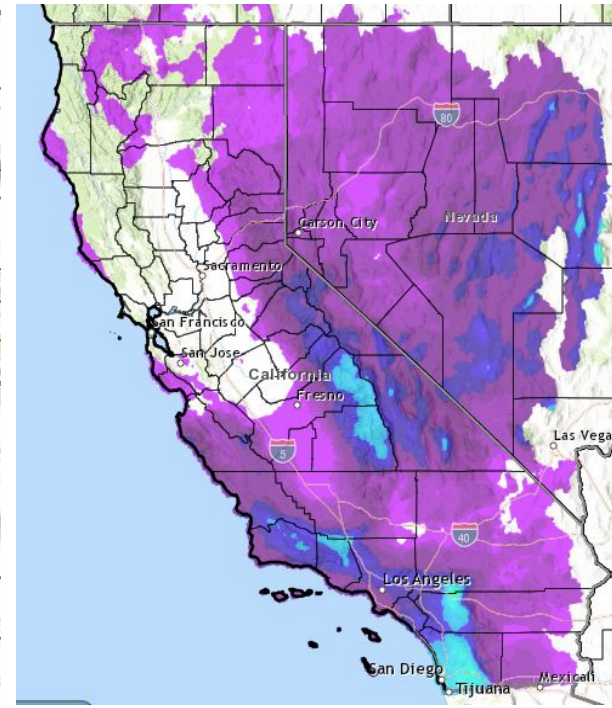 80
Carson City
Nevada
Sacramento
San Francisco
San Jose
California
Fresno
5
Las Vega
40
Los Angeles
San Diego
Tijuana
Mexicali